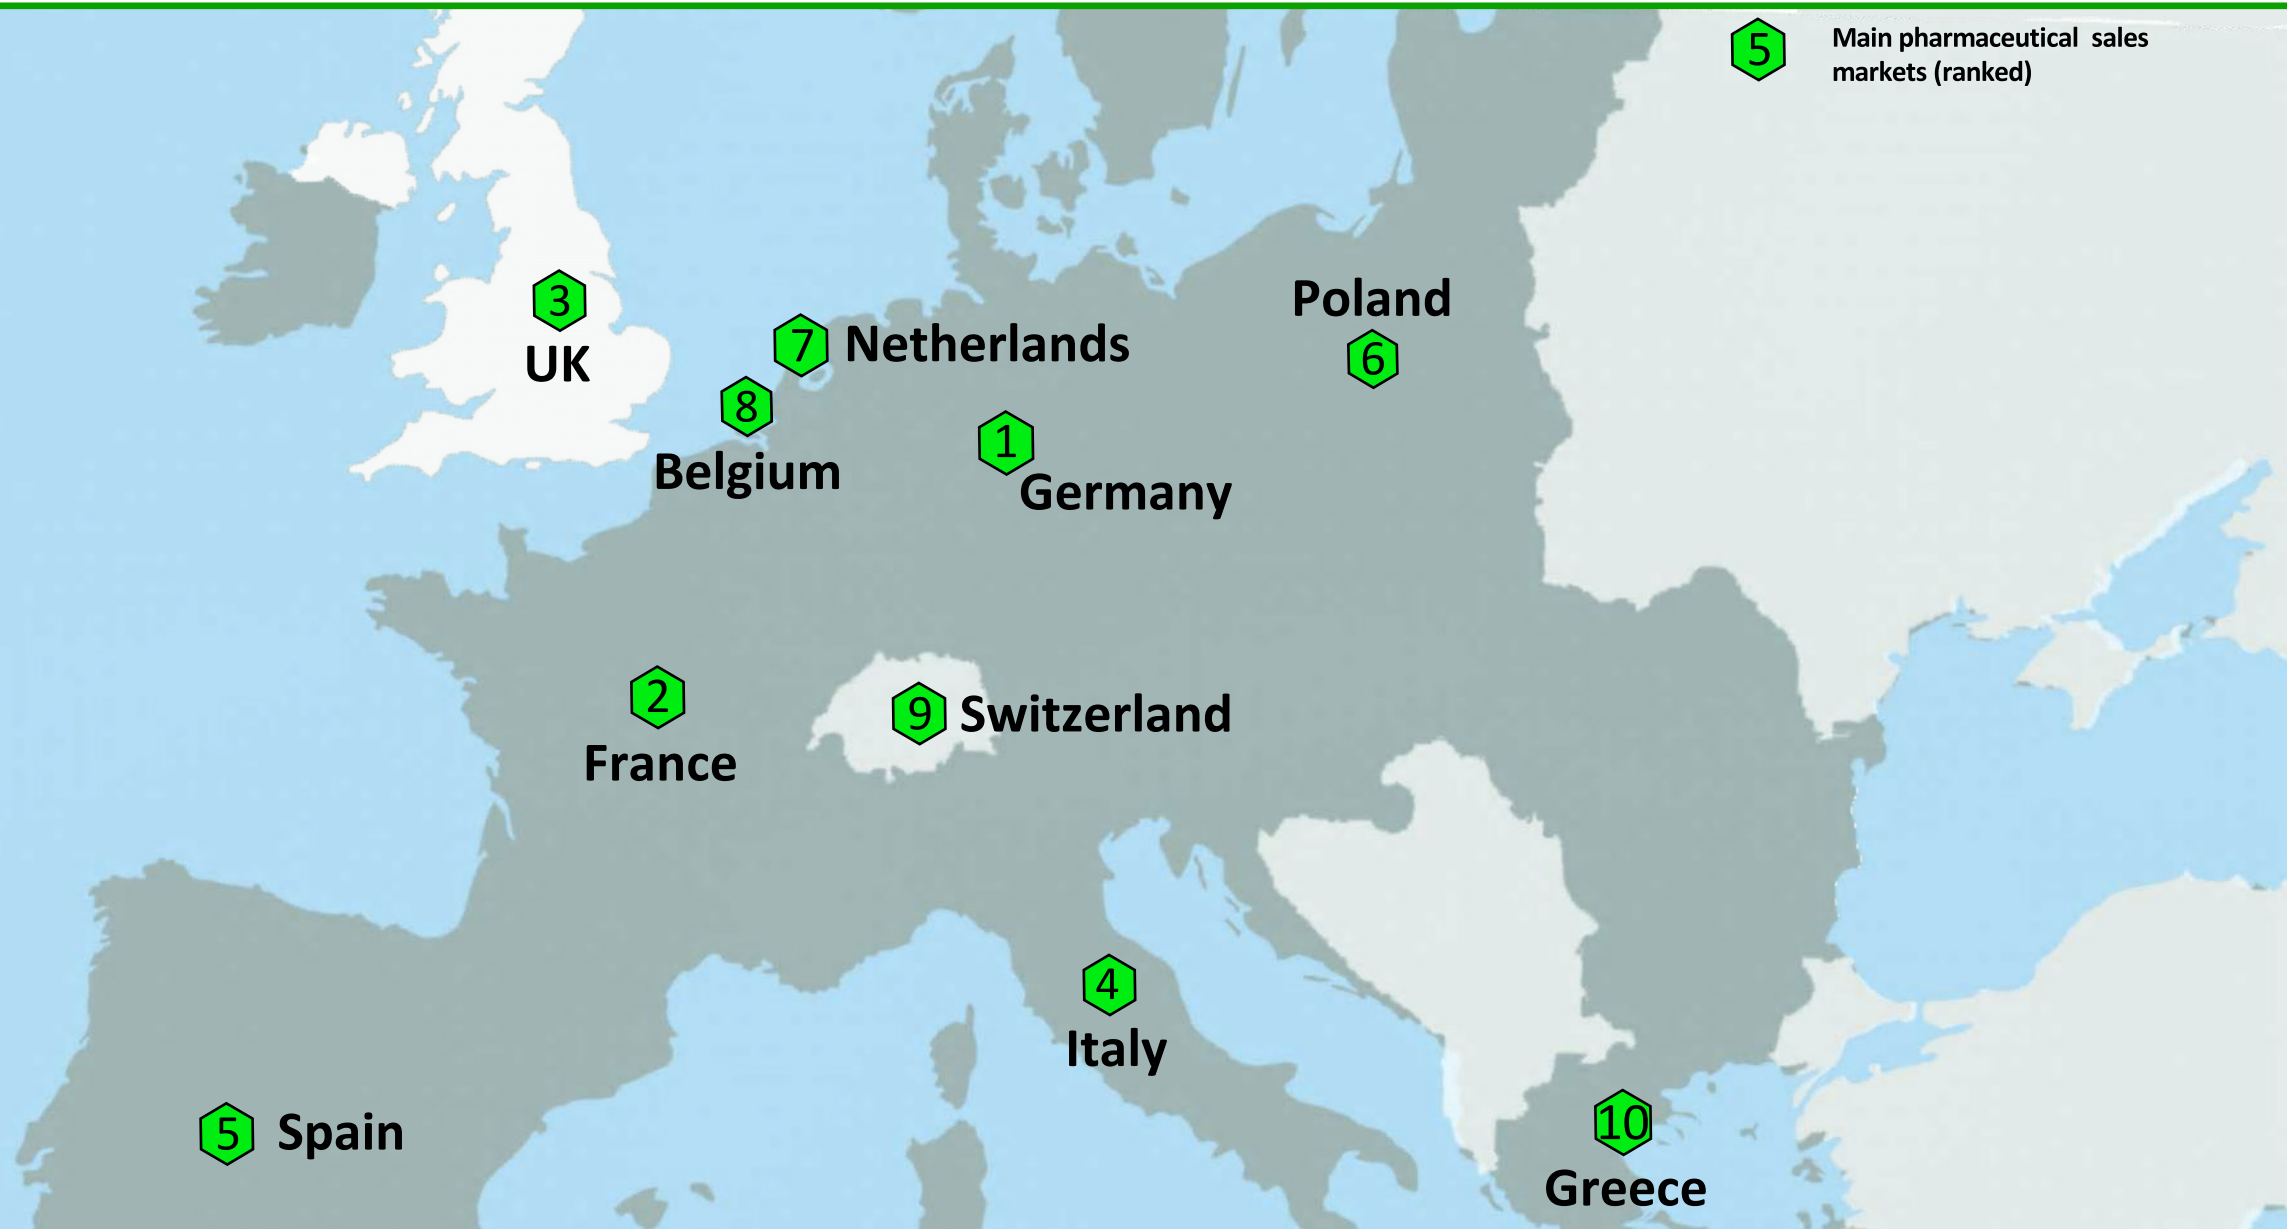 5
Main pharmaceutical sales
markets (ranked)
3
UK
7 Netherlands
Poland
6
8
Belgium
1
Germany
2
France
9 Switzerland
4
Italy
5 Spain
10
Greece